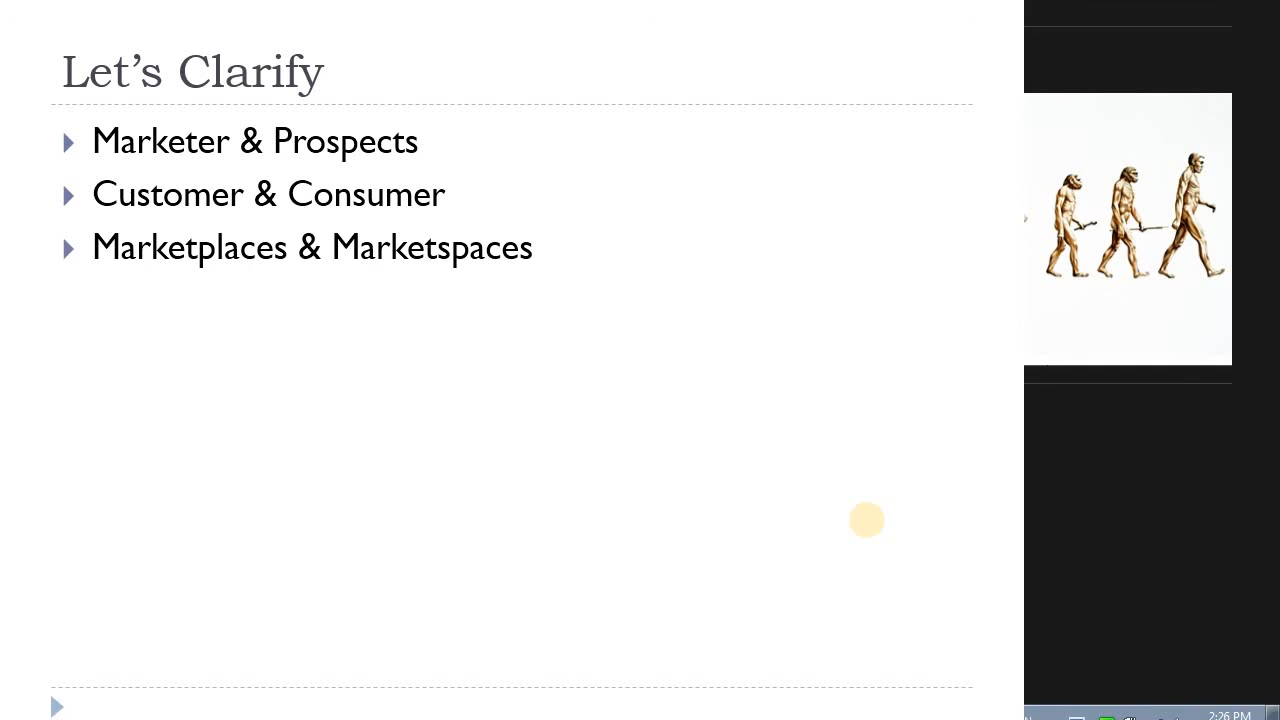 Let’s Clarify
Marketer & Prospects
Customer & Consumer
Marketplaces & Marketspaces
2:26 PM